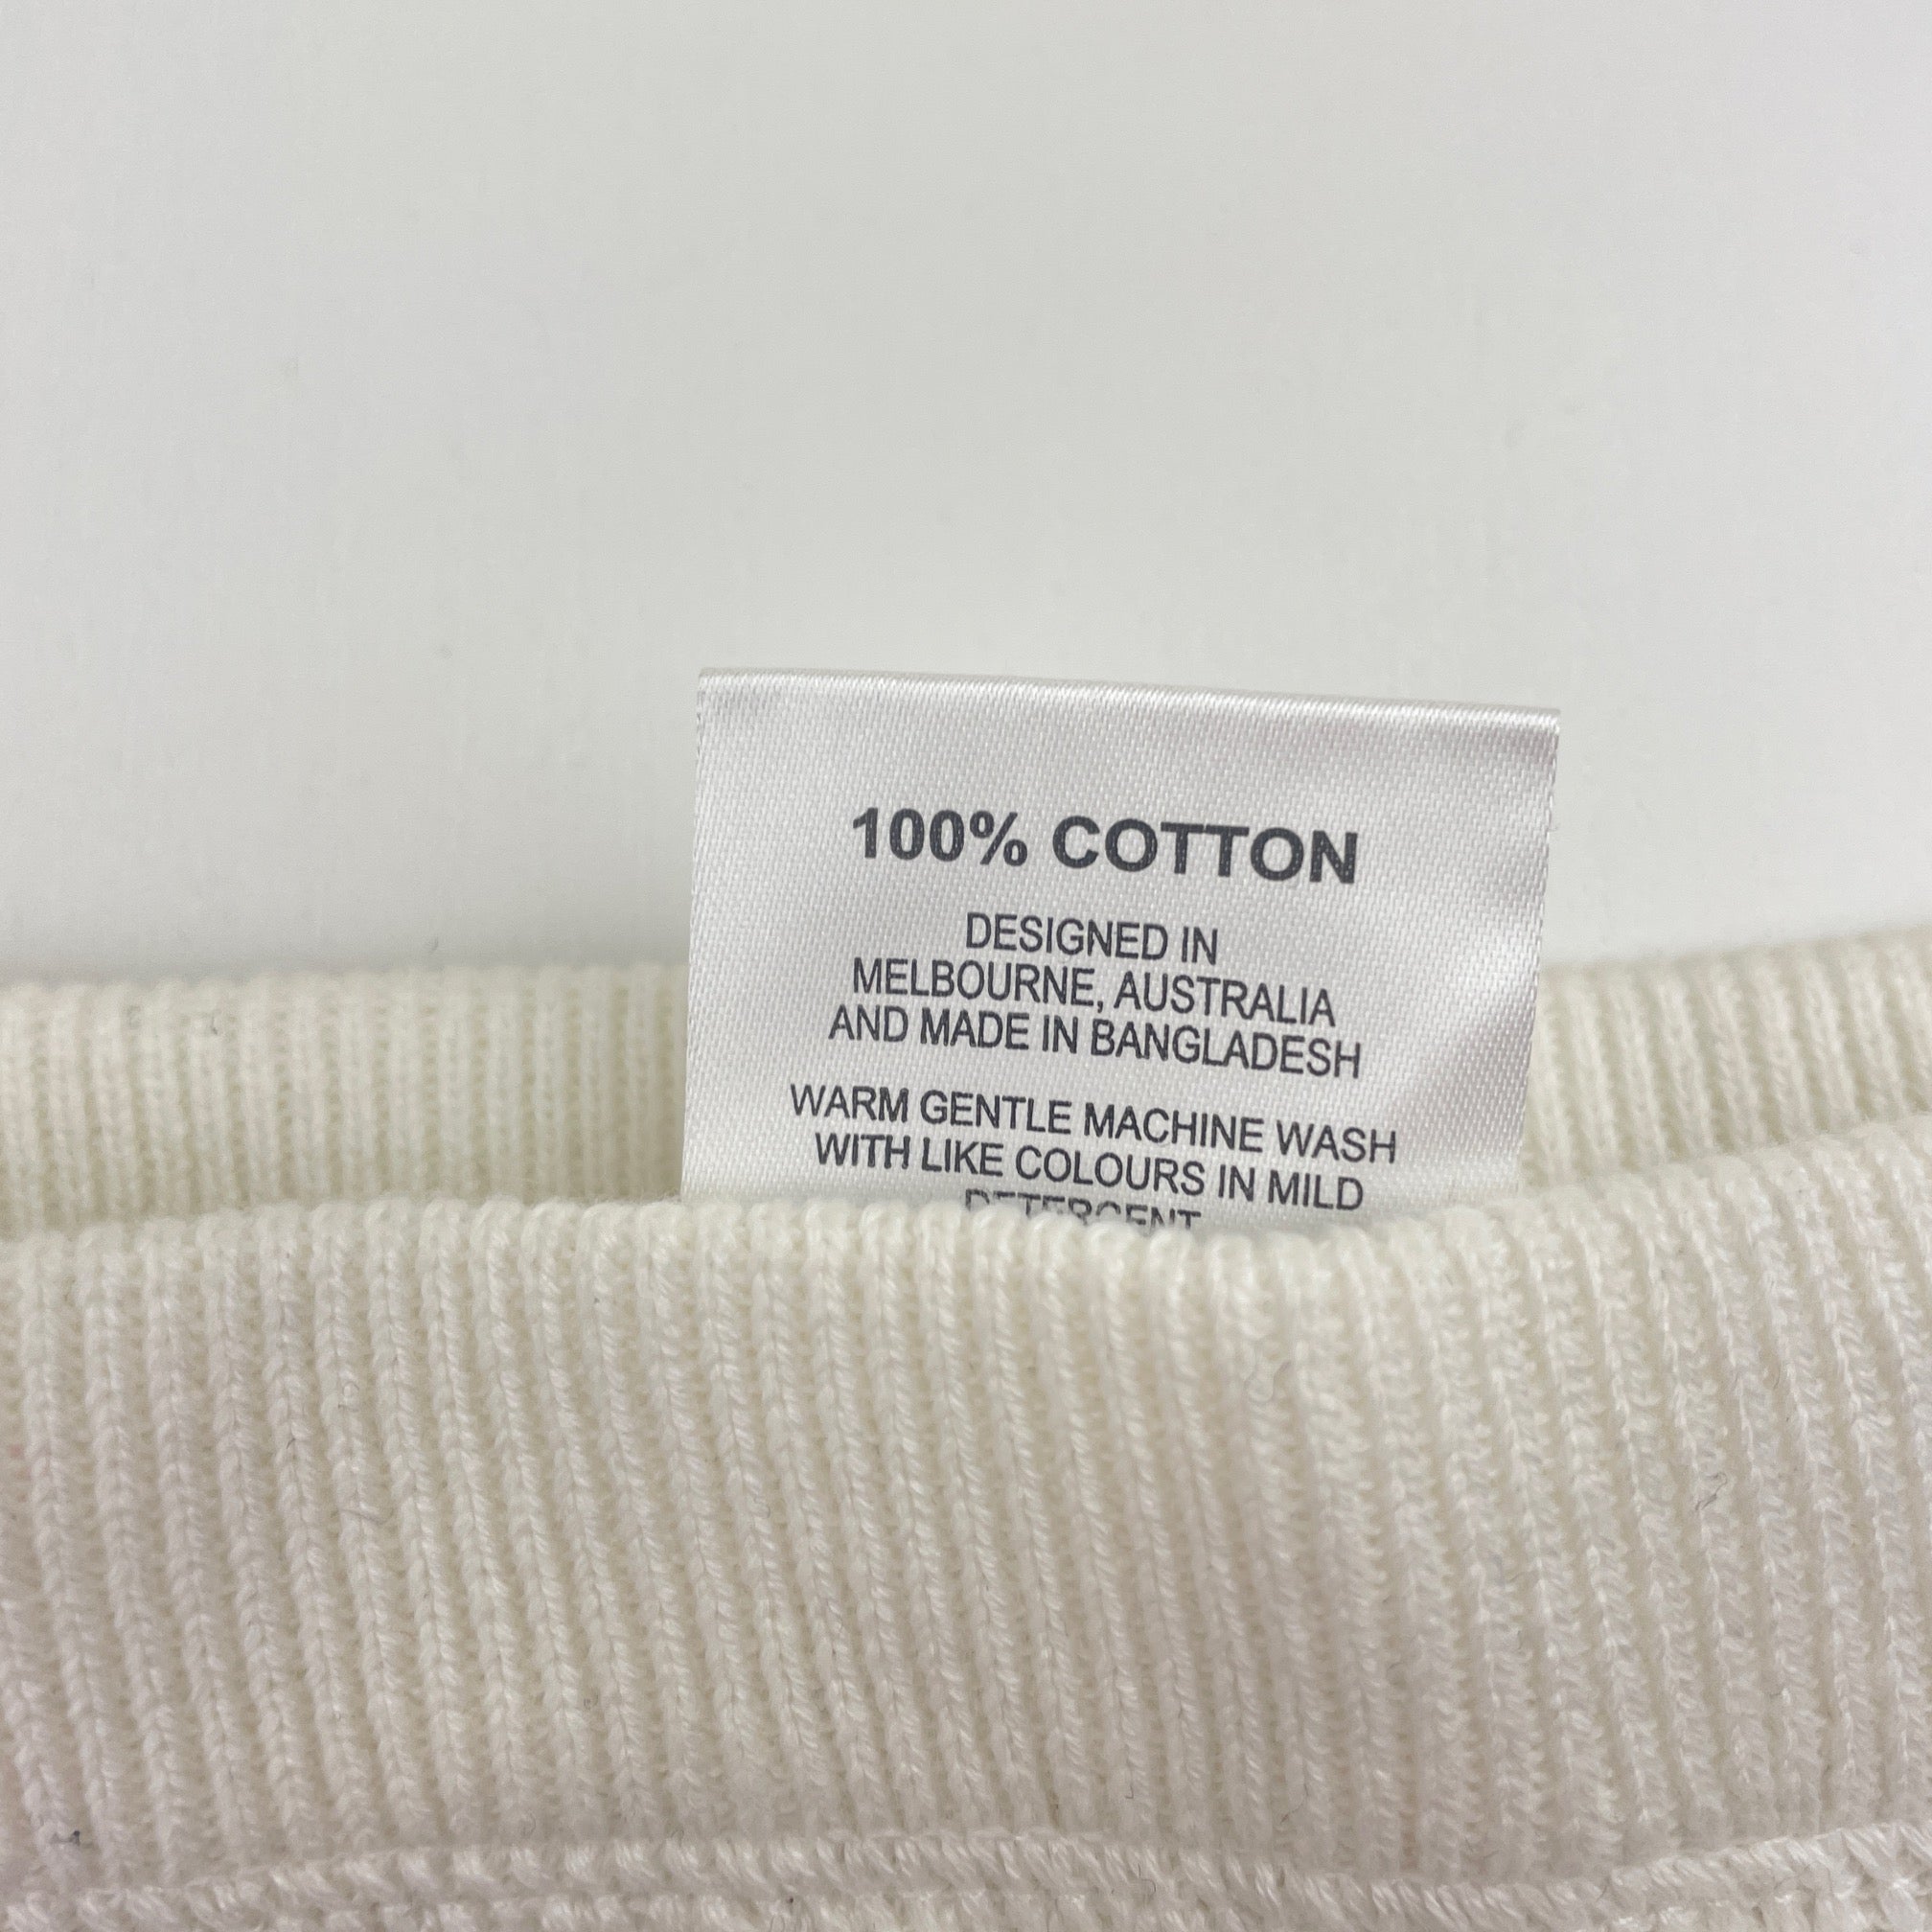 100% COTTON
DESIGNED IN
MELBOURNE, AUSTRALIA
AND MADE IN BANGLADESH
WARM GENTLE MACHINE WASH
WITH LIKE COLOURS IN MILD
DETERGENT